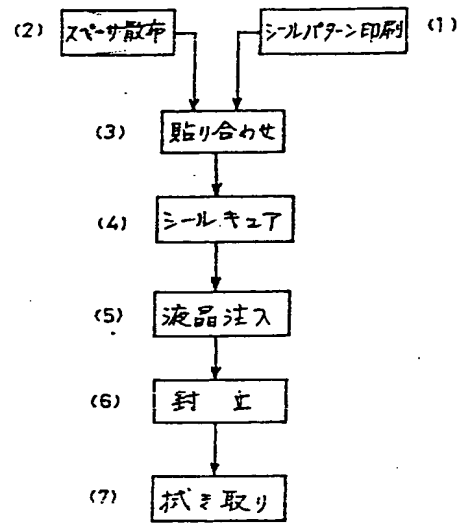 (2) スペーサ散布 シールパターン印刷 (1)
(3) 貼り合わせ
(4) シール.キュア
(5) 液晶注入
(6) 封立
(7) 拭き取り